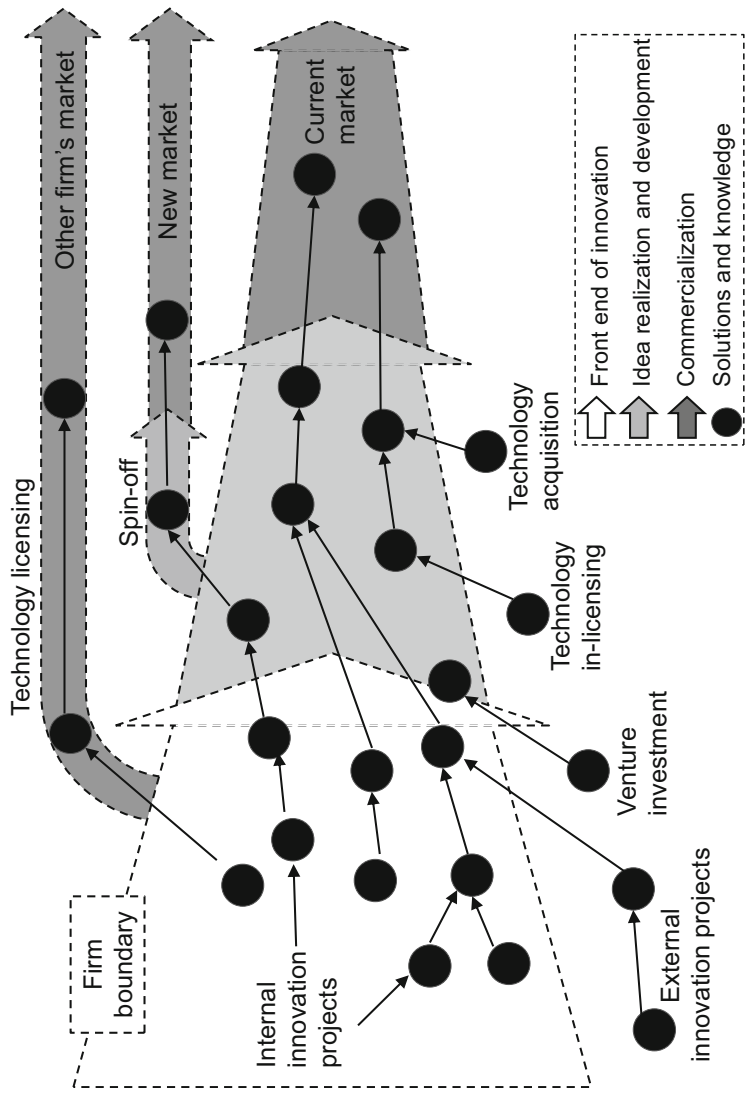 Other firm's market
New market
Current
market
Technology licensing
Spin-off
Firm
boundary
Internal
innovation
projects
External
innovation projects
Venture
investment
Technology
in-licensing
Technology
acquisition
Front end of innovation
Idea realization and development
Commercialization
Solutions and knowledge